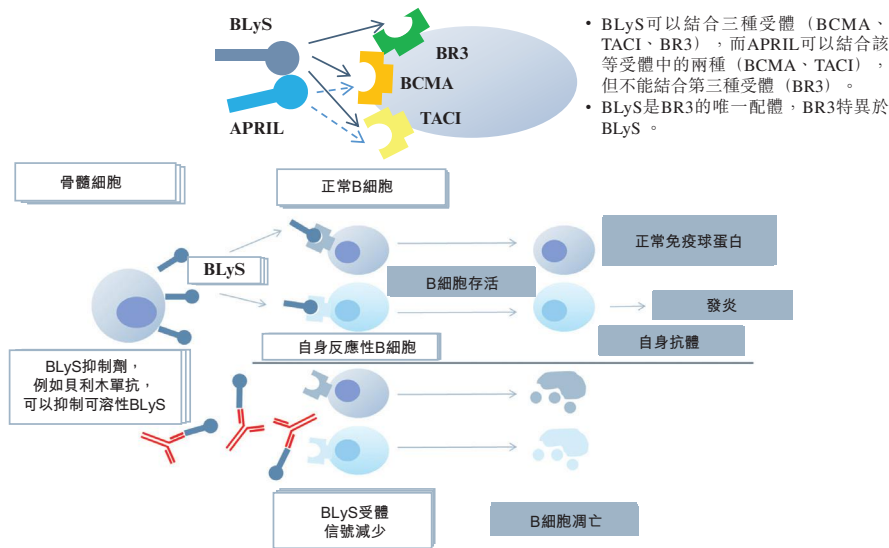 BLyS
BR3
BCMA
TACI
APRIL
• BLyS可以結合三種受體（BCMA、
TACI、BR3），而APRIL可以結合該
等受體中的兩種（BCMA、TACI），
但不能結合第三種受體（BR3）。
• BLyS是BR3的唯一配體，BR3特異於
BLyS。
骨髓細胞
正常B細胞
BLyS
正常免疫球蛋白
B細胞存活
發炎
自身反應性B細胞
自身抗體
BLyS抑制劑，
例如貝利木單抗，
可以抑制可溶性BLyS
BLyS受體
信號減少
B細胞凋亡